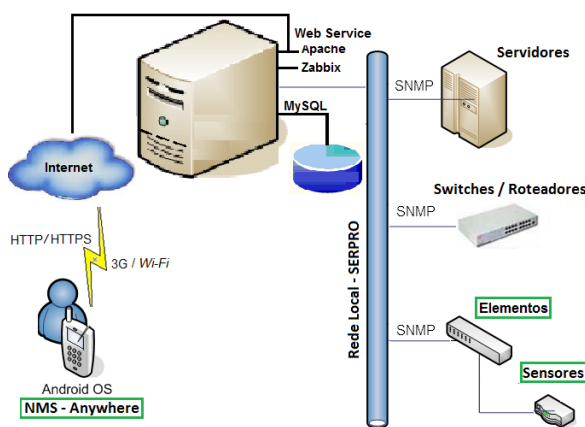 Web Service
Apache
Zabbix
MySQL
Internet
HTTP/HTTPS
3G / Wi-Fi
Android OS
NMS - Anywhere
Rede Local - SERPRO
SNMP
Servidores
Switches / Roteadores
SNMP
Elementos
SNMP
Sensores